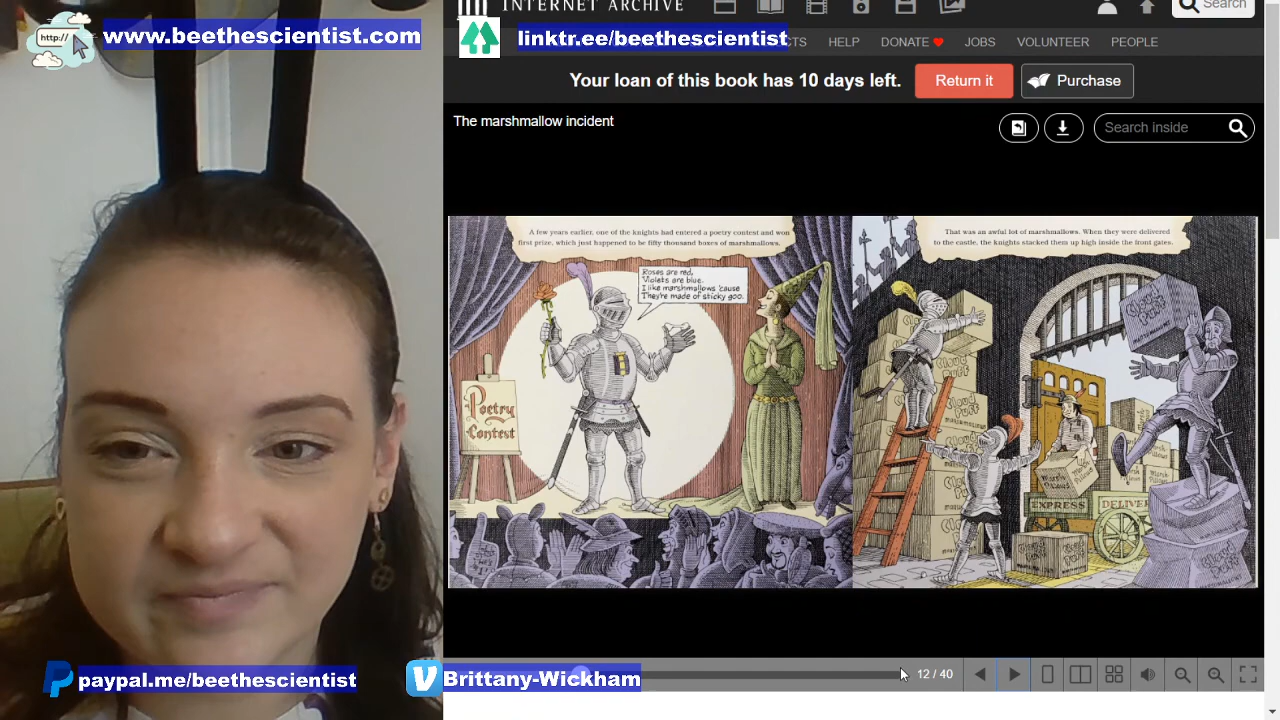 http://
www.beethescientist.com
INTERNET ARCHIVE
Search
linktr.ee/beethescientist
HELP
DONATE
JOBS
VOLUNTEER
PEOPLE
Your loan of this book has 10 days left.
Return it
Purchase
The marshmallow incident
Search inside
A few years earlier, one of the knights had entered a poetry contest and won
first prize, which just happened to be fifty thousand boxes of marshmallows.
Roses are red,
Violets are blue.
I like marshmallows 'cause
They're made of sticky goo.
Poetry
Contest
That was an awful lot of marshmallows. When they were delivered
to the castle, the knights stacked them up high inside the front gates.
Cloud
Puff
EXPRESS
paypal.me/beethescientist
Brittany-Wickham
12 / 40